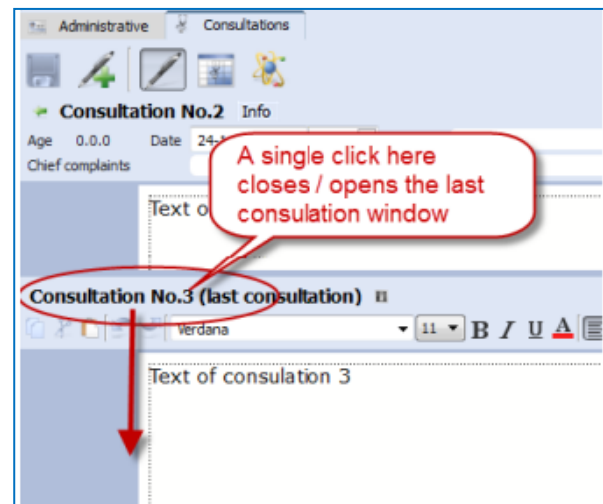 Administrative Consultations
Consultation No.2 Info
Age 0.0.0 Date 24-
Chief complaints
A single click here
closes / opens the last
consulation window
Text o
Consultation No.3 (last consultation)
Verdana 11 B I U A
Text of consulation 3